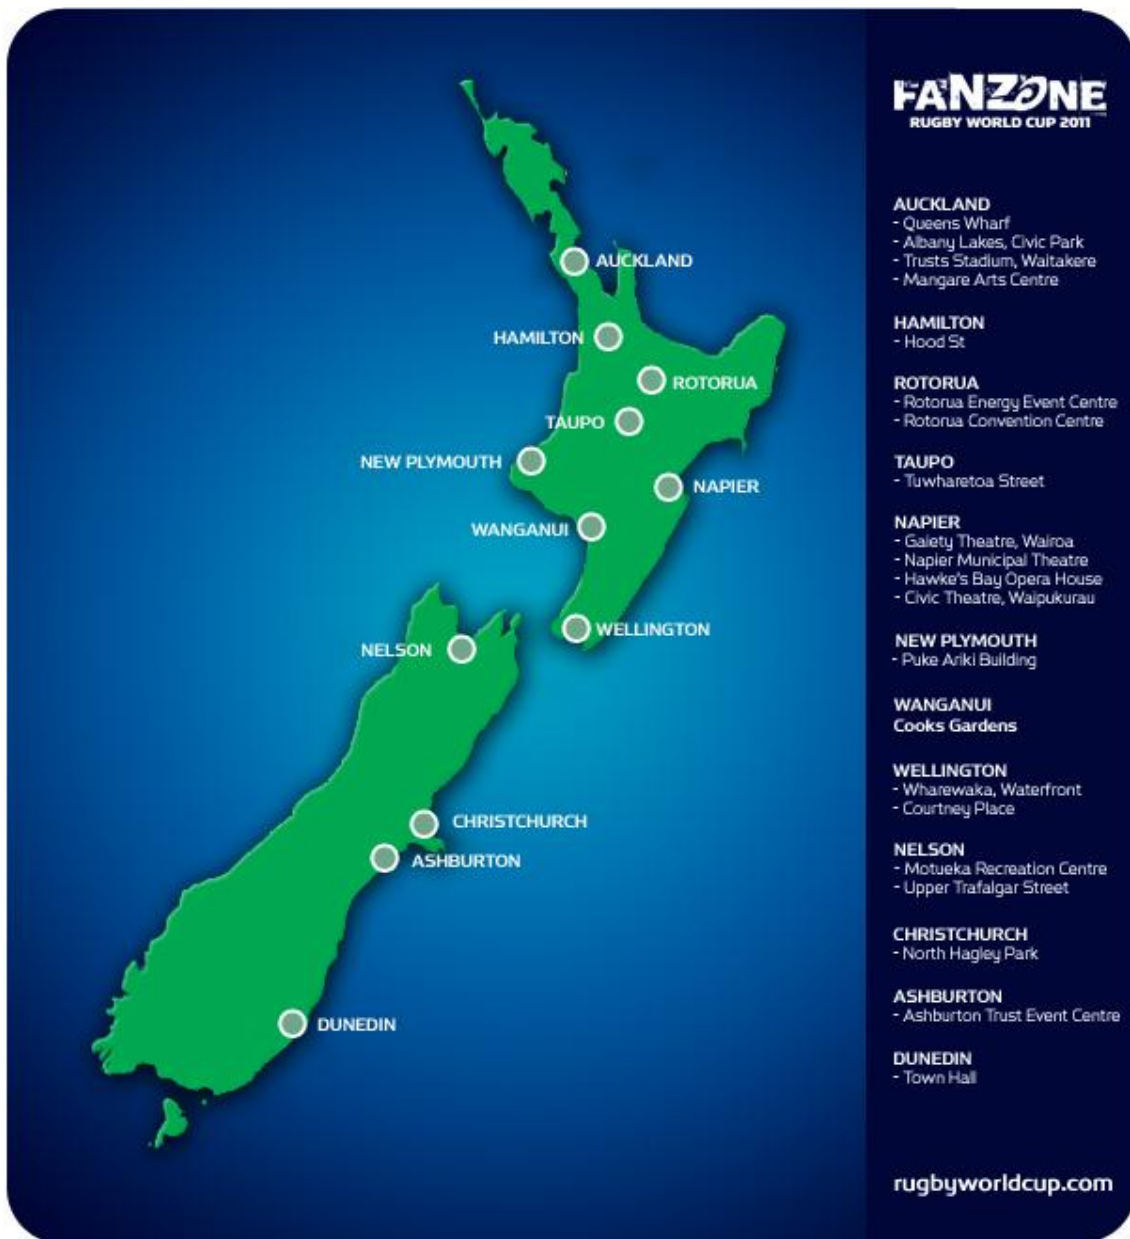 FANZONE
RUGBY WORLD CUP 2011
AUCKLAND
- Queens Wharf
- Albany Lakes, Civic Park
- Trusts Stadium, Waitakere
- Mangare Arts Centre
HAMILTON
- Hood St
ROTORUA
- Rotorua Energy Event Centre
- Rotorua Convention Centre
TAUPO
- Tuwharetoa Street
NAPIER
- Gaiety Theatre, Wairoa
- Napier Municipal Theatre
- Hawke's Bay Opera House
- Civic Theatre, Waipukurau
NEW PLYMOUTH
- Puke Ariki Building
WANGANUI
Cooks Gardens
WELLINGTON
- Wharewaka, Waterfront
- Courtney Place
NELSON
- Motueka Recreation Centre
- Upper Trafalgar Street
CHRISTCHURCH
- North Hagley Park
ASHBURTON
- Ashburton Trust Event Centre
DUNEDIN
- Town Hall
rugbyworldcup.com
AUCKLAND
HAMILTON
ROTORUA
TAUPO
NEW PLYMOUTH
NAPIER
WANGANUI
WELLINGTON
NELSON
CHRISTCHURCH
ASHBURTON
DUNEDIN